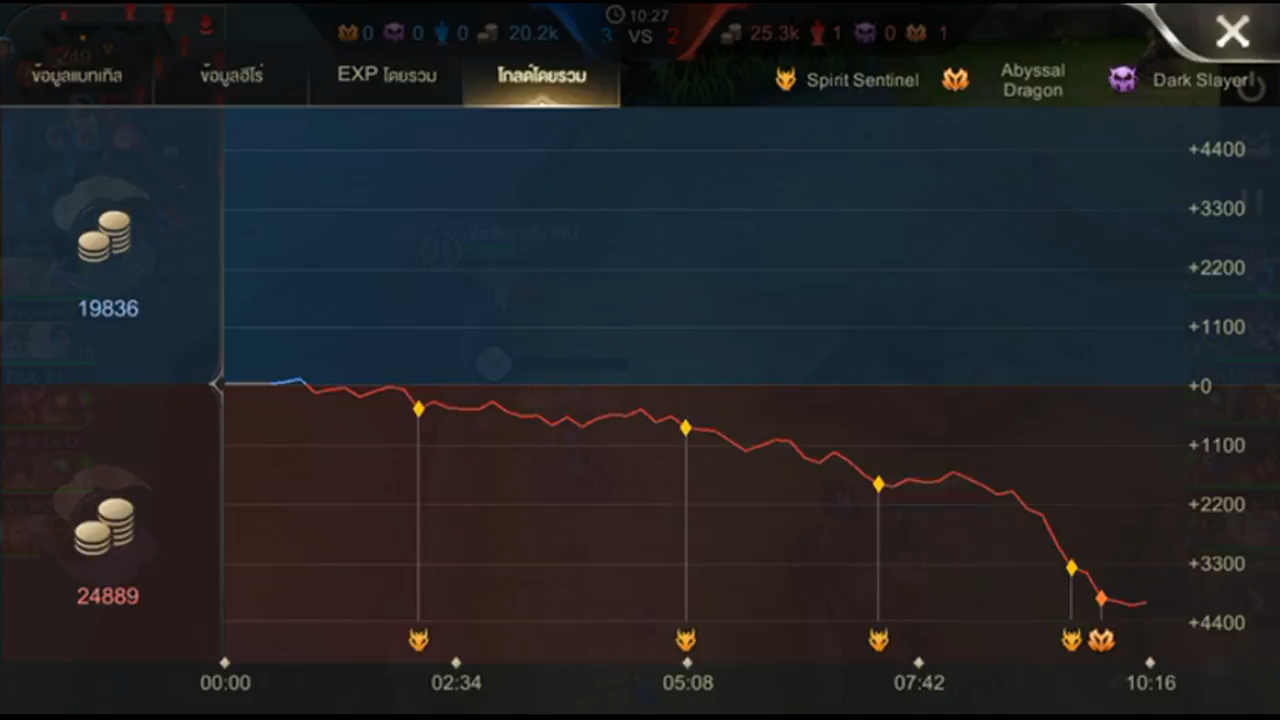 10:27
0 0 0 20.2k 3 VS 2 25.3k 1 0 1
ข้อมูลแบทเทิล ข้อมูลฮีโร่ EXP โดยรวม โกลด์โดยรวม
Spirit Sentinel
Abyssal
Dragon
Dark Slayer
+4400
+3300
+2200
+1100
+0
+1100
+2200
+3300
+4400
19836
24889
00:00 02:34 05:08 07:42 10:16